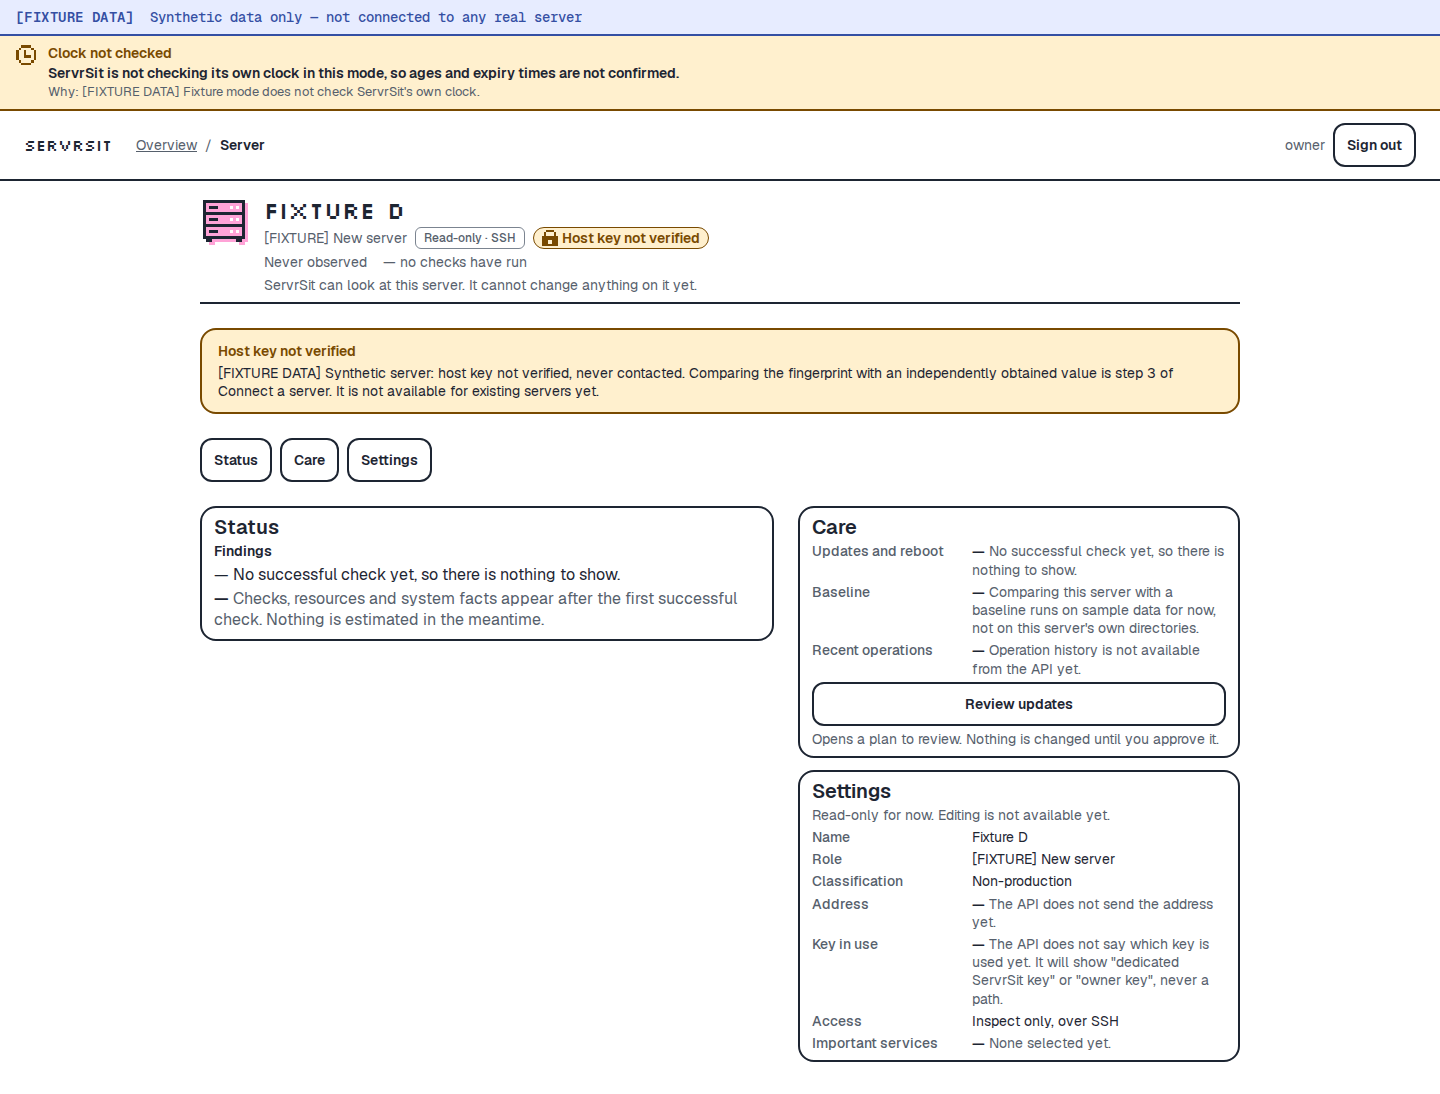 [FIXTURE DATA] Synthetic data only — not connected to any real server
Clock not checked
ServrSit is not checking its own clock in this mode, so ages and expiry times are not confirmed.
Why: [FIXTURE DATA] Fixture mode does not check ServrSit's own clock.
SERVRSIT
Overview / Server
owner
Sign out
FIXTURE D
[FIXTURE] New server
Read-only · SSH
Host key not verified
Never observed — no checks have run
ServrSit can look at this server. It cannot change anything on it yet.
Host key not verified
[FIXTURE DATA] Synthetic server: host key not verified, never contacted. Comparing the fingerprint with an independently obtained value is step 3 of
Connect a server. It is not available for existing servers yet.
Status
Care
Settings
Status
Findings
— No successful check yet, so there is nothing to show.
— Checks, resources and system facts appear after the first successful
check. Nothing is estimated in the meantime.
Care
Updates and reboot
— No successful check yet, so there is
nothing to show.
Baseline
— Comparing this server with a
baseline runs on sample data for now,
not on this server's own directories.
Recent operations
— Operation history is not available
from the API yet.
Review updates
Opens a plan to review. Nothing is changed until you approve it.
Settings
Read-only for now. Editing is not available yet.
Name
Fixture D
Role
[FIXTURE] New server
Classification
Non-production
Address
— The API does not send the address
yet.
Key in use
— The API does not say which key is
used yet. It will show "dedicated
ServrSit key" or "owner key", never a
path.
Access
Inspect only, over SSH
Important services
— None selected yet.